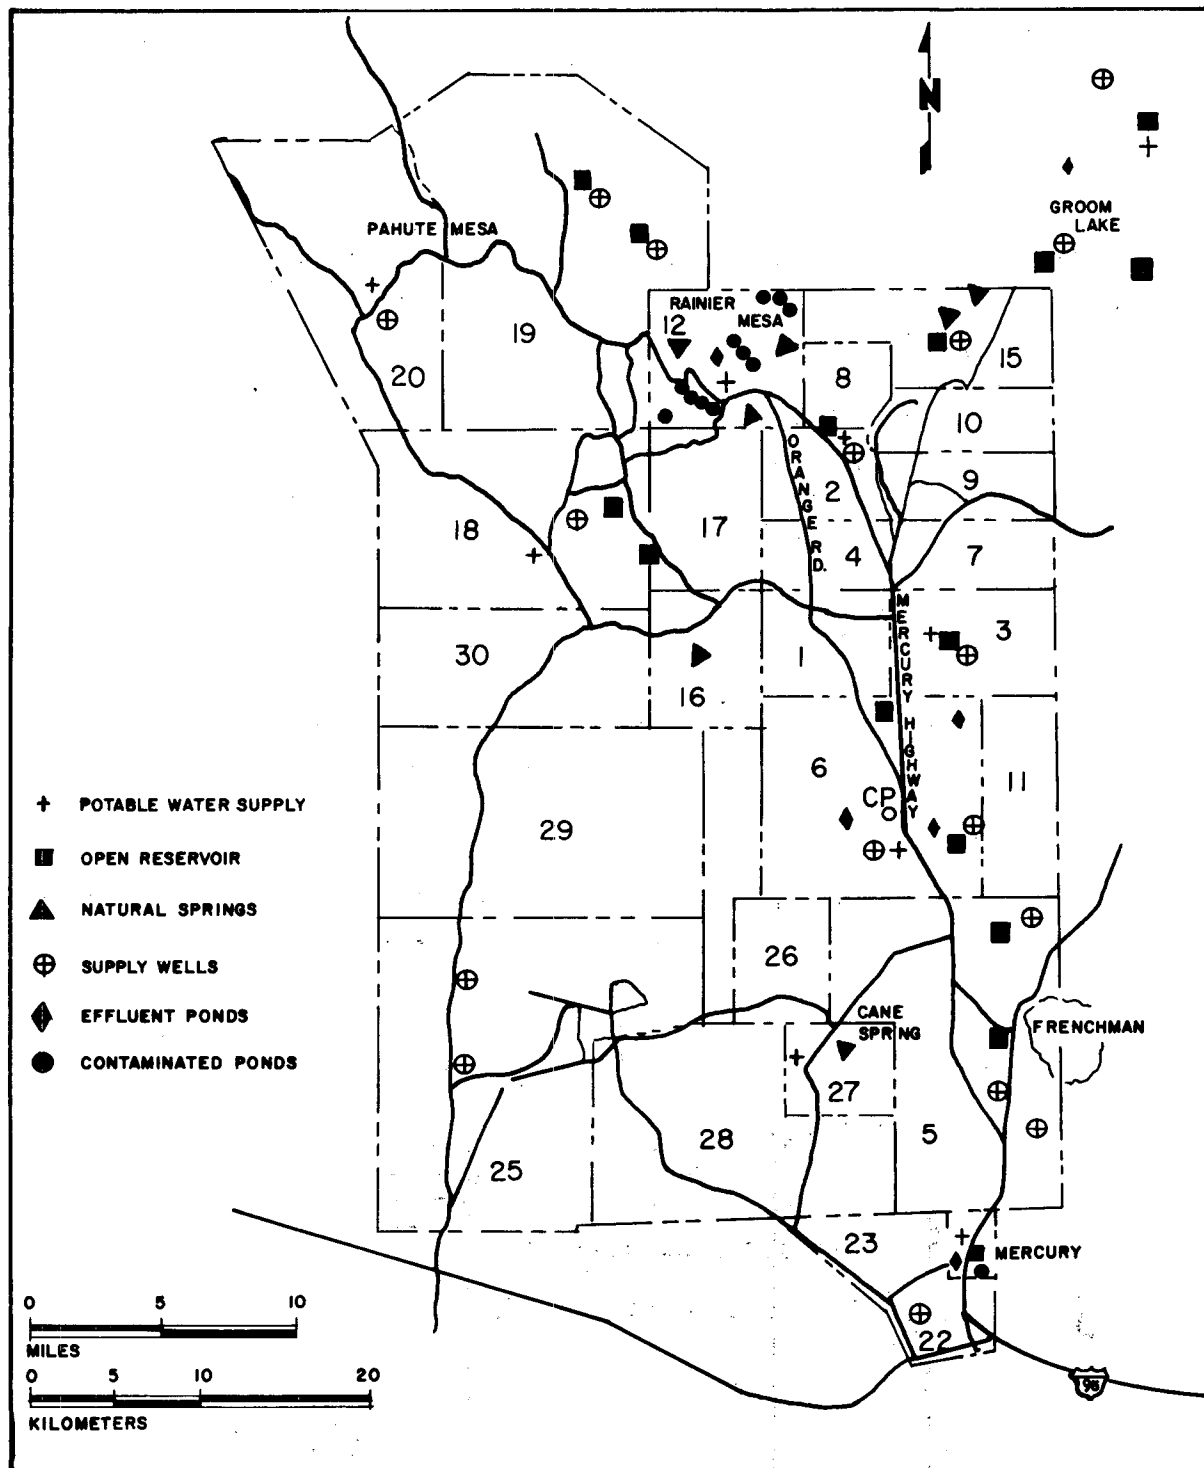 N
GROOM
LAKE
PAHUTE MESA
RAINIER
MESA
12
19
20
8
15
10
9
ORANGE RD.
2
18
17
4
7
MERCURY HIGHWAY
3
30
1
16
6
CP
11
29
26
CANE
SPRING
FRENCHMAN
27
28
5
25
23
MERCURY
22
95
+ POTABLE WATER SUPPLY
OPEN RESERVOIR
NATURAL SPRINGS
SUPPLY WELLS
EFFLUENT PONDS
CONTAMINATED PONDS
0 5 10
MILES
0 5 10 20
KILOMETERS